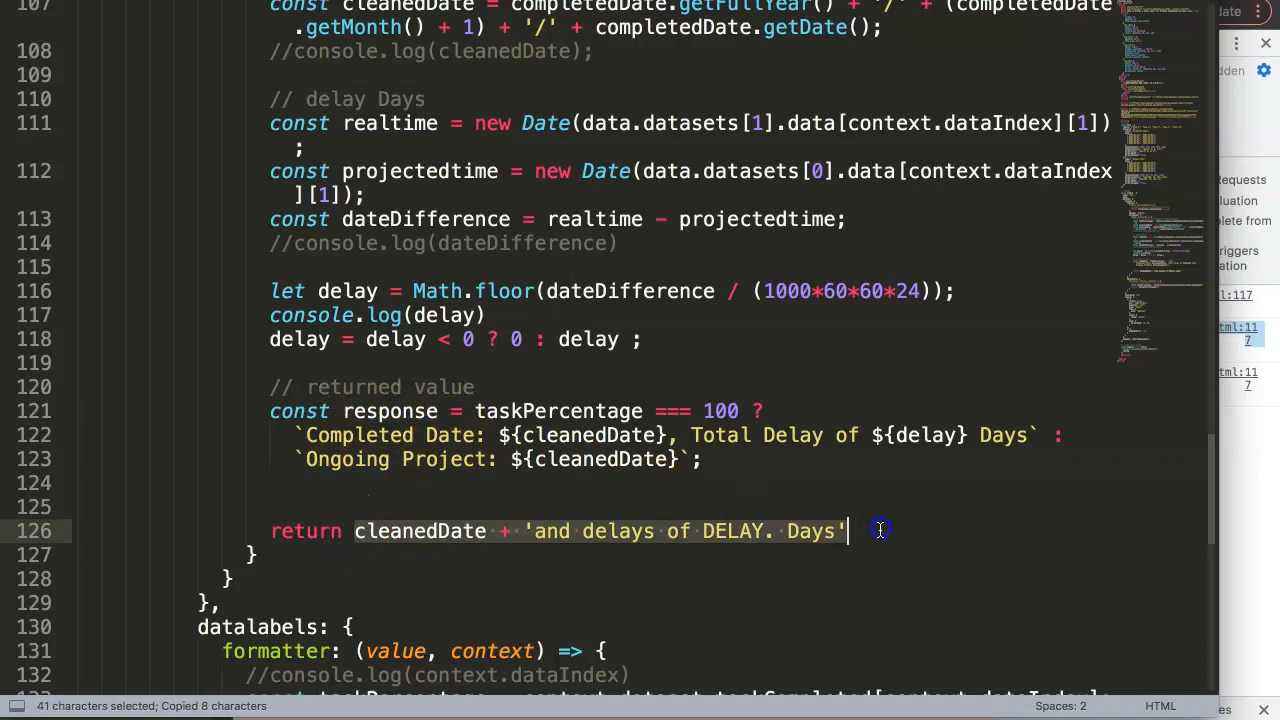 107 const cleanedDate = completedDate.getFullYear() + '/' + (completedDate
.getMonth() + 1) + '/' + completedDate.getDate();
108 //console.log(cleanedDate);
109
110 // delay Days
111 const realtime = new Date(data.datasets[1].data[context.dataIndex][1])
;
112 const projectedtime = new Date(data.datasets[0].data[context.dataIndex
][1]);
113 const dateDifference = realtime - projectedtime;
114 //console.log(dateDifference)
115
116 let delay = Math.floor(dateDifference / (1000*60*60*24));
117 console.log(delay)
118 delay = delay < 0 ? 0 : delay ;
119
120 // returned value
121 const response = taskPercentage === 100 ?
122 `Completed Date: ${cleanedDate}, Total Delay of ${delay} Days` :
123 `Ongoing Project: ${cleanedDate}`;
124
125
126 return cleanedDate + 'and delays of DELAY. Days'
127 }
128 }
129 },
130 datalabels: {
131 formatter: (value, context) => {
132 //console.log(context.dataIndex)
41 characters selected; Copied 8 characters
Spaces: 2
HTML
date
dden
Requests
luation
plete from
riggers
ation
tml:117
tml:11
7
tml:11
7
es